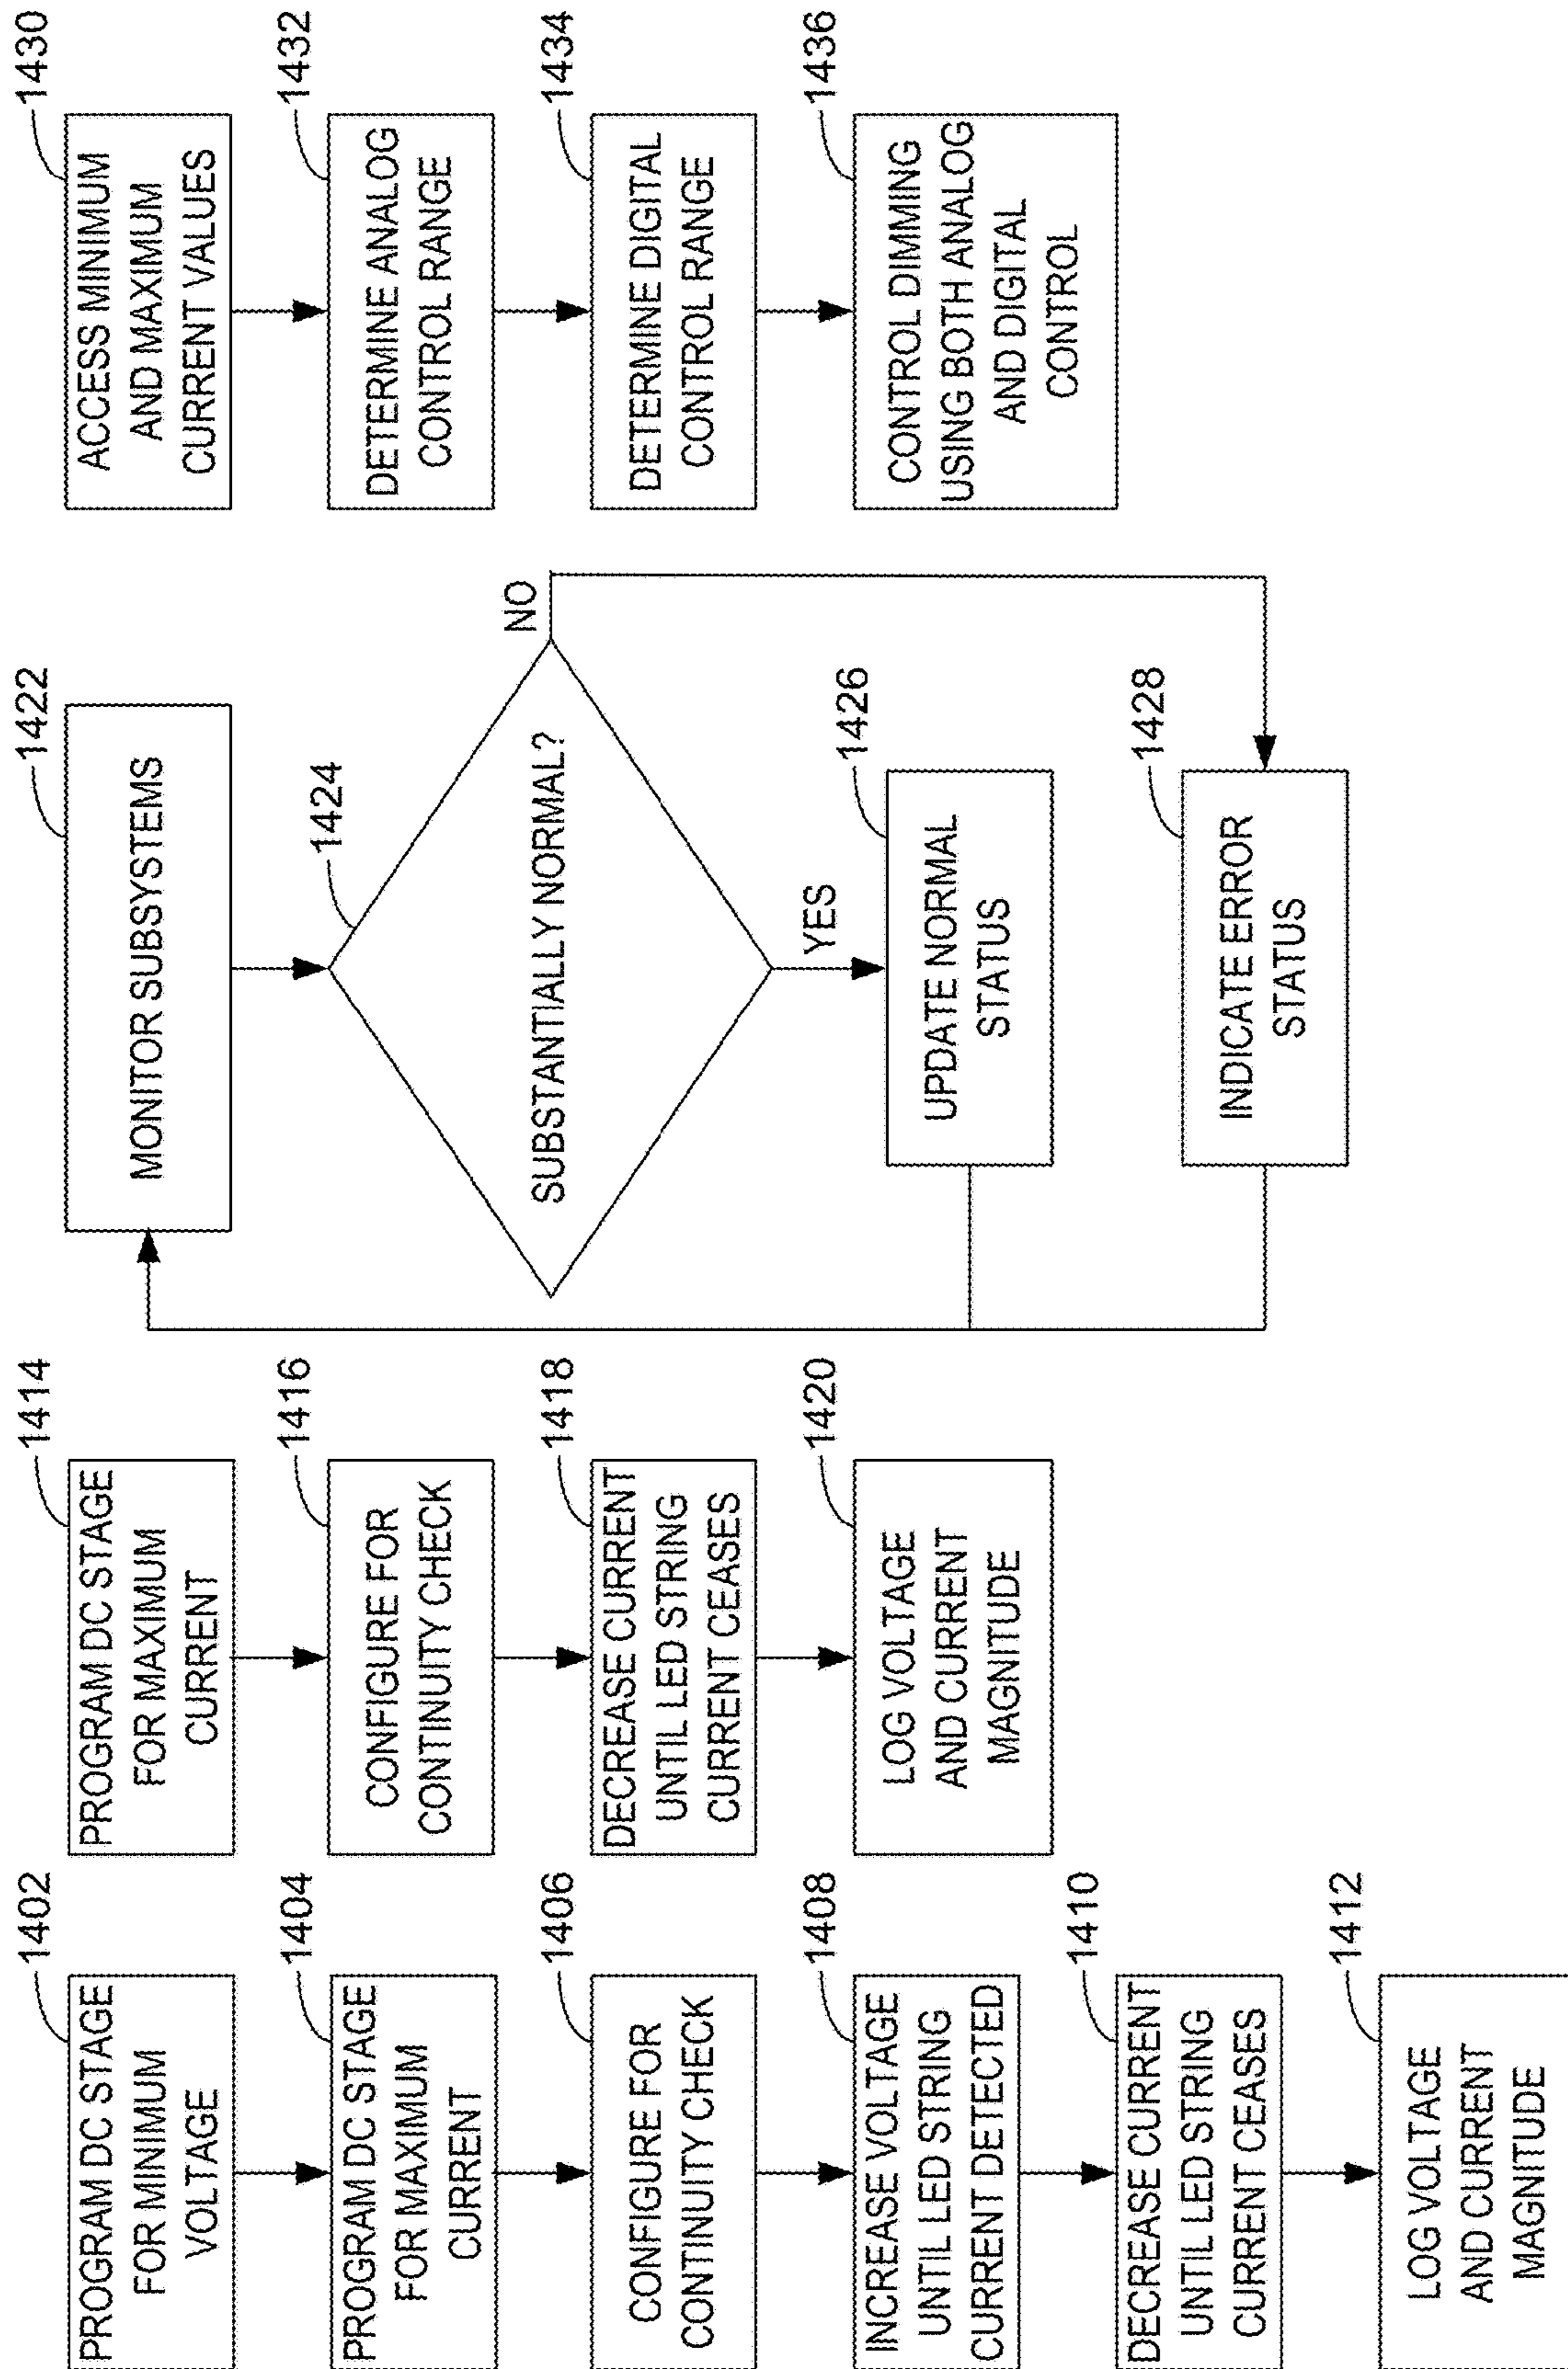 1402
PROGRAM DC STAGE
FOR MINIMUM
VOLTAGE
1404
PROGRAM DC STAGE
FOR MAXIMUM
CURRENT
1406
CONFIGURE FOR
CONTINUITY CHECK
1408
INCREASE VOLTAGE
UNTIL LED STRING
CURRENT DETECTED
1410
DECREASE CURRENT
UNTIL LED STRING
CURRENT CEASES
1412
LOG VOLTAGE
AND CURRENT
MAGNITUDE
1414
PROGRAM DC STAGE
FOR MAXIMUM
CURRENT
1416
CONFIGURE FOR
CONTINUITY CHECK
1418
DECREASE CURRENT
UNTIL LED STRING
CURRENT CEASES
1420
LOG VOLTAGE
AND CURRENT
MAGNITUDE
1422
MONITOR SUBSYSTEMS
1424
SUBSTANTIALLY NORMAL?
NO
YES
1426
UPDATE NORMAL
STATUS
1428
INDICATE ERROR
STATUS
1430
ACCESS MINIMUM
AND MAXIMUM
CURRENT VALUES
1432
DETERMINE ANALOG
CONTROL RANGE
1434
DETERMINE DIGITAL
CONTROL RANGE
1436
CONTROL DIMMING
USING BOTH ANALOG
AND DIGITAL
CONTROL